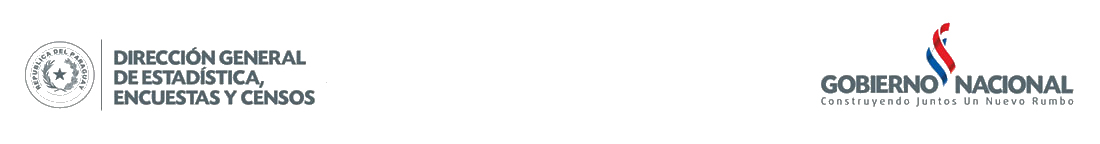 REPÚBLICA DEL PARAGUAY
DIRECCIÓN GENERAL
DE ESTADÍSTICA,
ENCUESTAS Y CENSOS
GOBIERNO NACIONAL
Construyendo Juntos Un Nuevo Rumbo